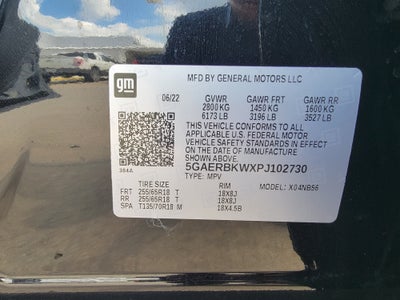 gm
MFD BY GENERAL MOTORS LLC
06/22 GVWR GAWR FRT GAWR RR
2800 KG 1450 KG 1600 KG
6173 LB 3196 LB 3527 LB
THIS VEHICLE CONFORMS TO ALL
APPLICABLE U.S. FEDERAL MOTOR
VEHICLE SAFETY STANDARDS IN EFFECT
ON THE DATE OF MANUFACTURE SHOWN ABOVE.
5GAERBKWXPJ102730
384A TYPE: MPV
TIRE SIZE RIM MODEL: X04NB56
FRT 255/65R18 T 18X8J
RR 255/65R18 T 18X8J
SPA T135/70R18 M 18X4.5B